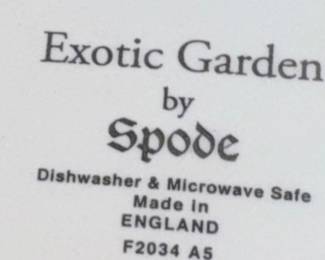 Exotic Garden
by
Spode
Dishwasher & Microwave Safe
Made in
ENGLAND
F2034 A5